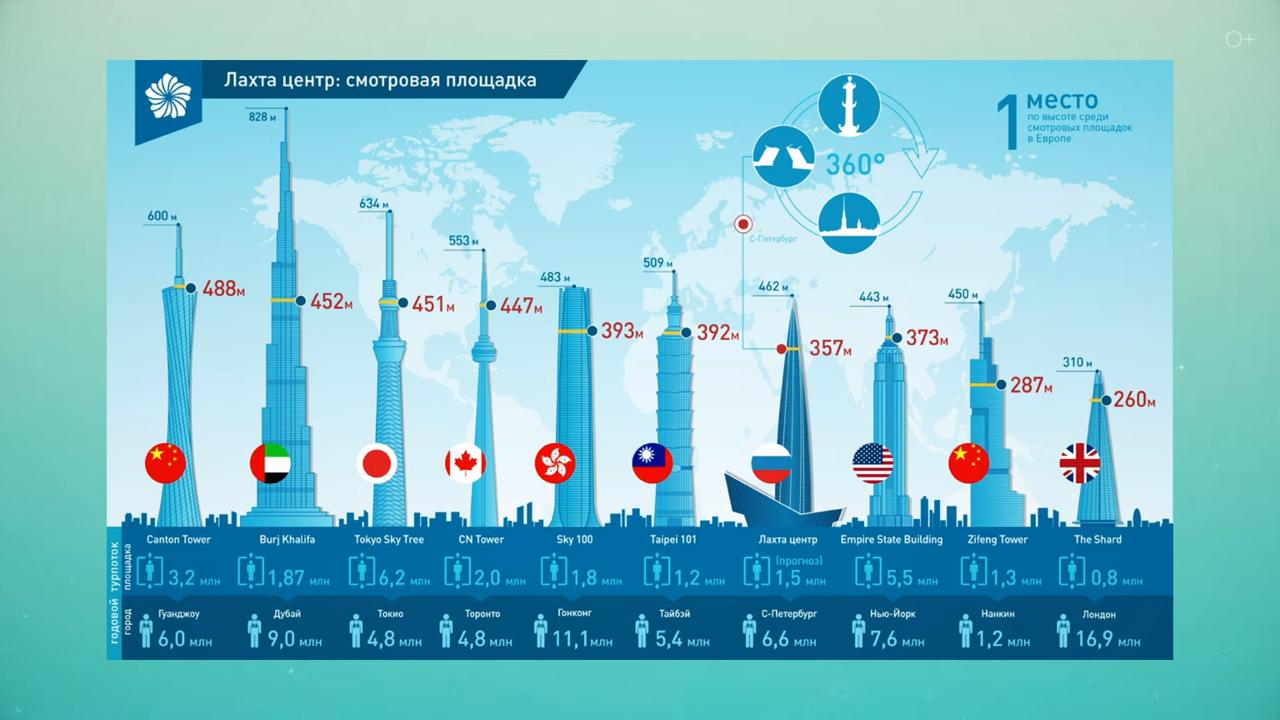 0+
Лахта центр: смотровая площадка
1 место
по высоте среди
смотровых площадок
в Европе
360°
С-Петербург
600 м
828 м
634 м
553 м
483 м
509 м
462 м
443 м
450 м
310 м
488м
452м
451м
447м
393м
392м
357м
373м
287м
260м
Canton Tower
Burj Khalifa
Tokyo Sky Tree
CN Tower
Sky 100
Taipei 101
Лахта центр
Empire State Building
Zifeng Tower
The Shard
годовой турпоток
площадка
3,2 млн
1,87 млн
6,2 млн
2,0 млн
1,8 млн
1,2 млн
(прогноз)
1,5 млн
5,5 млн
1,3 млн
0,8 млн
город
Гуанджоу
Дубай
Токио
Торонто
Гонконг
Тайбэй
С-Петербург
Нью-Йорк
Нанкин
Лондон
6,0 млн
9,0 млн
4,8 млн
4,8 млн
11,1млн
5,4 млн
6,6 млн
7,6 млн
1,2 млн
16,9 млн